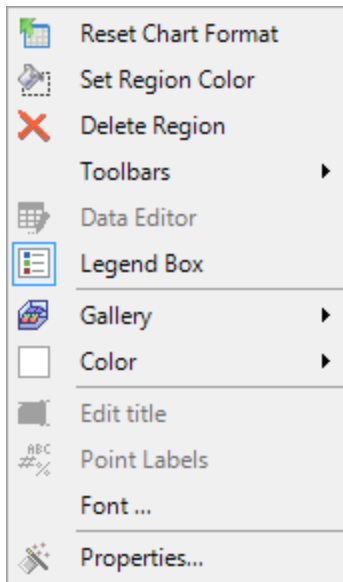 Reset Chart Format
Set Region Color
Delete Region
Toolbars
Data Editor
Legend Box
Gallery
Color
Edit title
ABC
#%
Point Labels
Font ...
Properties...